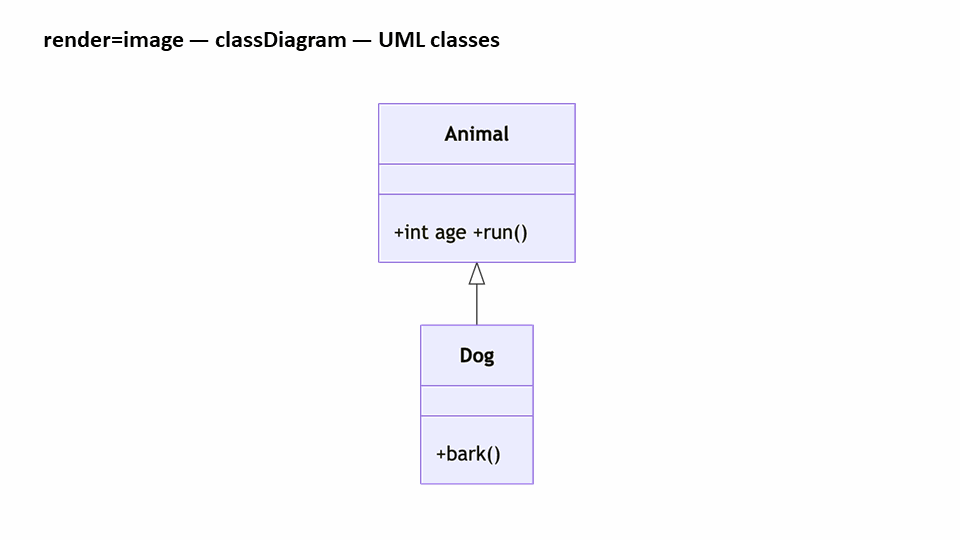 render=image — classDiagram — UML classes
Animal
+int age +run()
Dog
+bark()